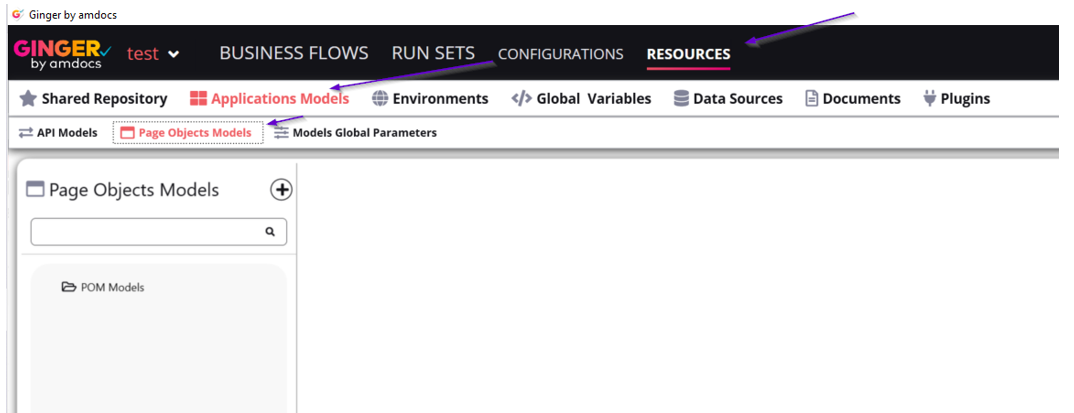 Ginger by amdocs
GINGER by amdocs test BUSINESS FLOWS RUN SETS CONFIGURATIONS RESOURCES
Shared Repository Applications Models Environments </> Global Variables Data Sources Documents Plugins
API Models Page Objects Models Models Global Parameters
Page Objects Models
POM Models